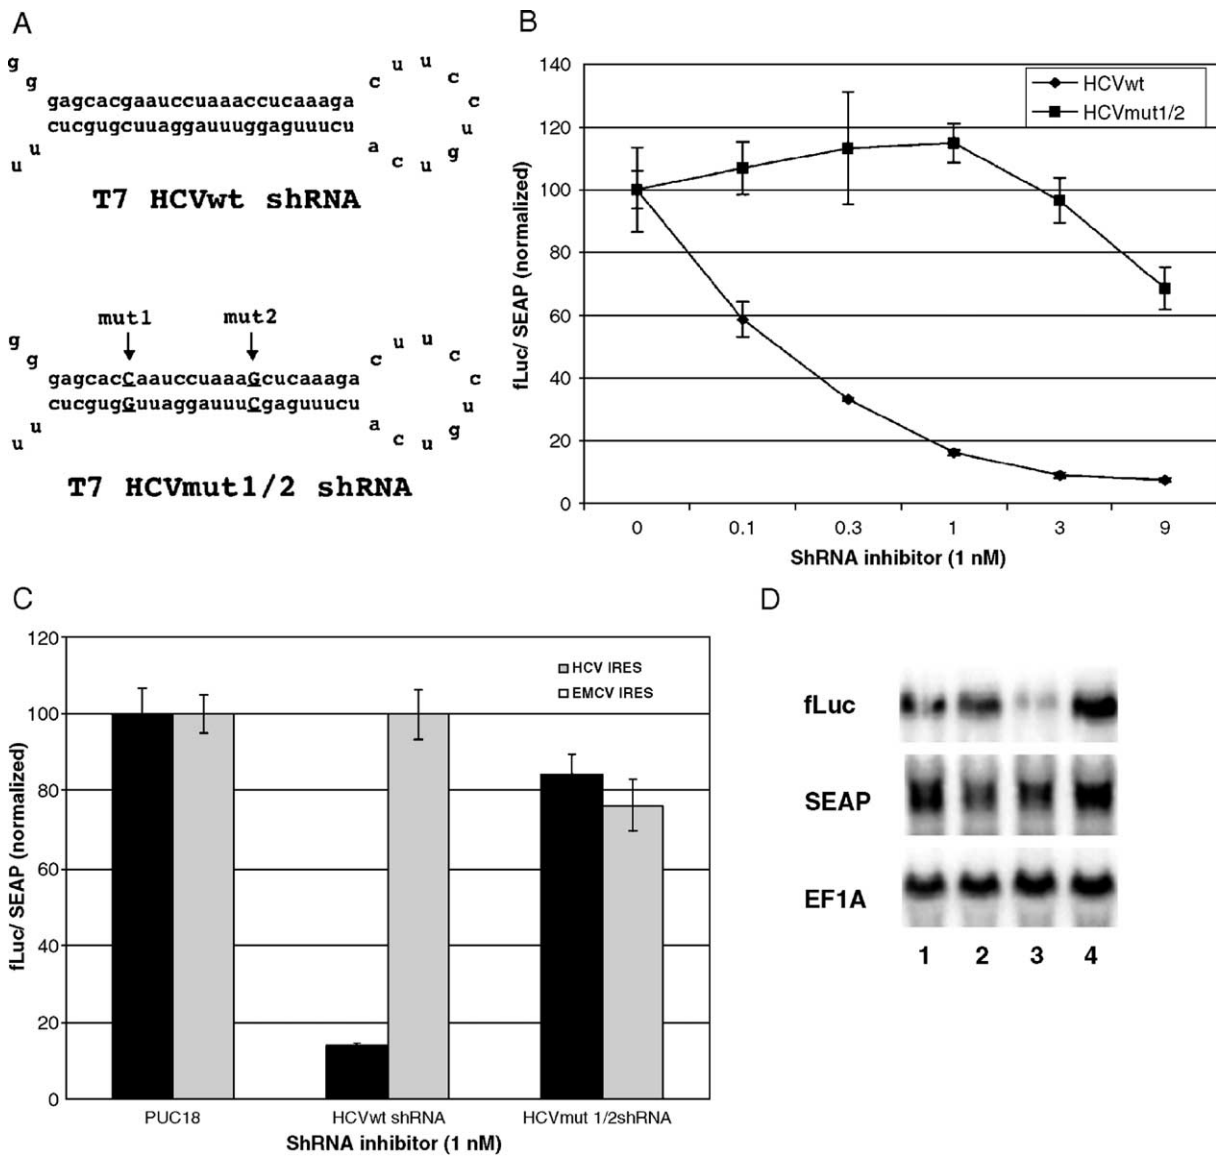 A
g
g
gagcacgaauccuaaaccucaaaga
cucgugcuuaggauuuggaguuucu
u
u
c
u
u
c
c
u
g
u
c
a
T7 HCVwt shRNA
mut1 mut2
g
g
gagcacCaauccuaaaGcucaaaga
cucgugGuuaggauuuCgaguuucu
u
u
c
u
u
c
c
u
g
u
c
a
T7 HCVmut1/2 shRNA
B
140
120
100
80
60
40
20
0
fLuc/ SEAP (normalized)
HCVwt
HCVmut1/2
0 0.1 0.3 1 3 9
ShRNA inhibitor (1 nM)
C
120
100
80
60
40
20
0
fLuc/ SEAP (normalized)
HCV IRES
EMCV IRES
PUC18 HCVwt shRNA HCVmut 1/2shRNA
ShRNA inhibitor (1 nM)
D
fLuc
SEAP
EF1A
1 2 3 4